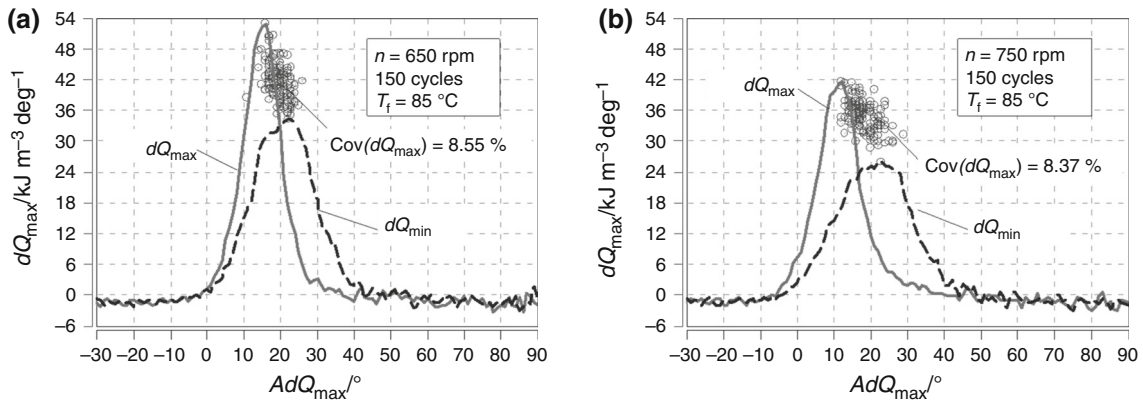 (a)
54
48
42
36
30
24
18
12
6
0
–6
dQmax/kJ m–3 deg–1
n = 650 rpm
150 cycles
Tf = 85 °C
dQmax
Cov(dQmax) = 8.55 %
dQmin
–30 –20 –10 0 10 20 30 40 50 60 70 80 90
AdQmax/°
(b)
54
48
42
36
30
24
18
12
6
0
–6
dQmax/kJ m–3 deg–1
n = 750 rpm
150 cycles
Tf = 85 °C
dQmax
Cov(dQmax) = 8.37 %
dQmin
–30 –20 –10 0 10 20 30 40 50 60 70 80 90
AdQmax/°